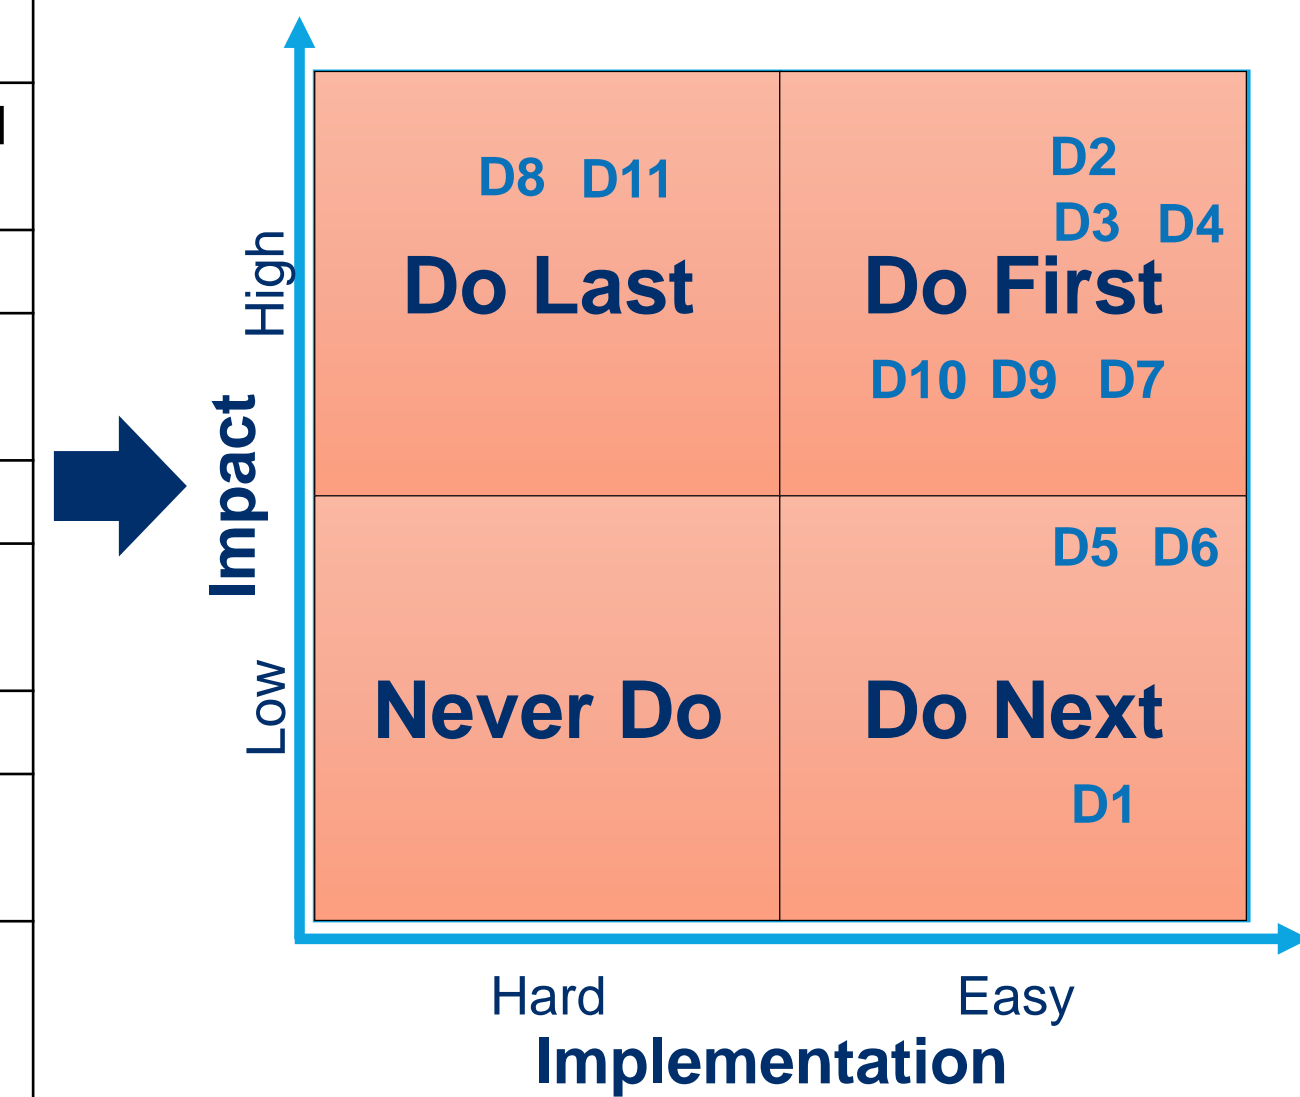 D8 D11
D2
D3 D4
Do Last
Do First
D10 D9 D7
High
Impact
Low
D5 D6
Never Do
Do Next
D1
Hard
Easy
Implementation